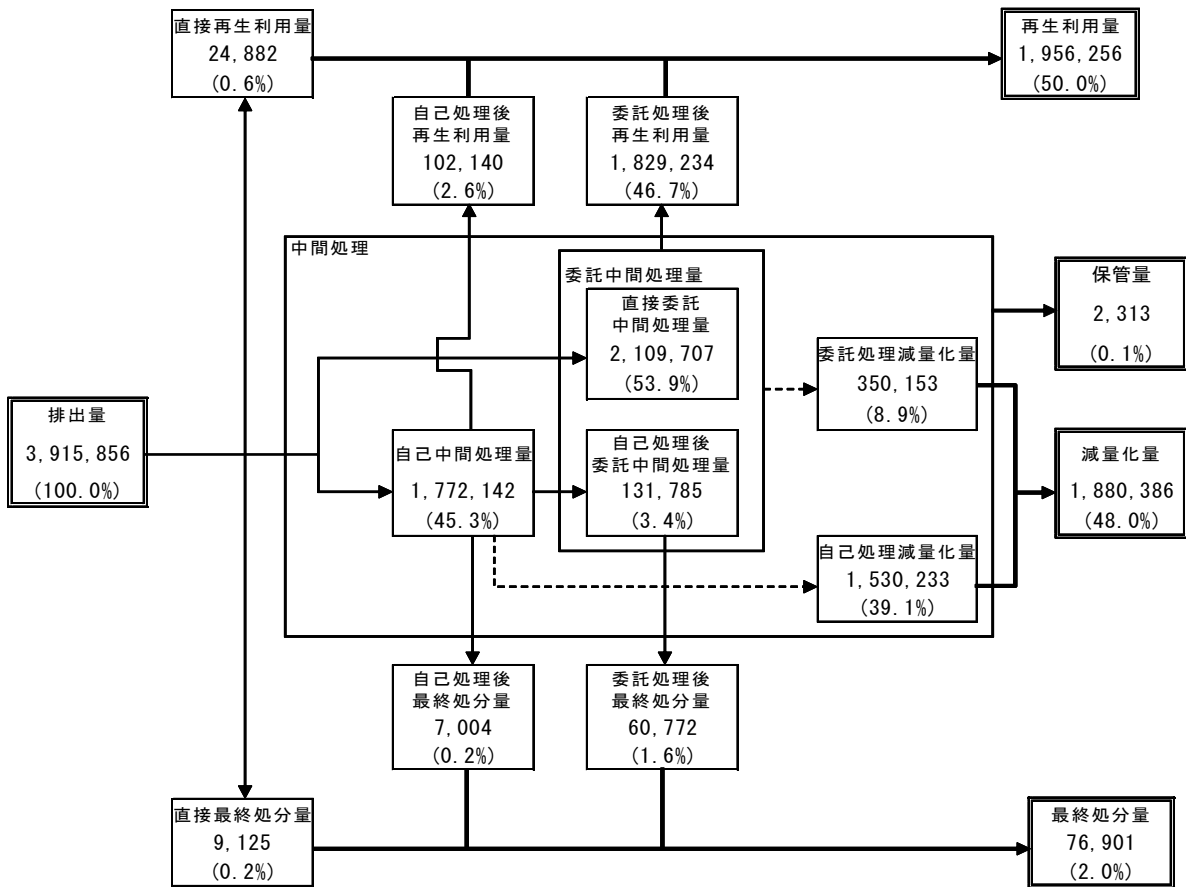 直接再生利用量
24,882
(0.6%)
再生利用量
1,956,256
(50.0%)
自己処理後
再生利用量
102,140
(2.6%)
委託処理後
再生利用量
1,829,234
(46.7%)
中間処理
委託中間処理量
直接委託
中間処理量
2,109,707
(53.9%)
保管量
2,313
(0.1%)
委託処理減量化量
350,153
(8.9%)
排出量
3,915,856
(100.0%)
自己中間処理量
1,772,142
(45.3%)
自己処理後
委託中間処理量
131,785
(3.4%)
減量化量
1,880,386
(48.0%)
自己処理減量化量
1,530,233
(39.1%)
自己処理後
最終処分量
7,004
(0.2%)
委託処理後
最終処分量
60,772
(1.6%)
直接最終処分量
9,125
(0.2%)
最終処分量
76,901
(2.0%)